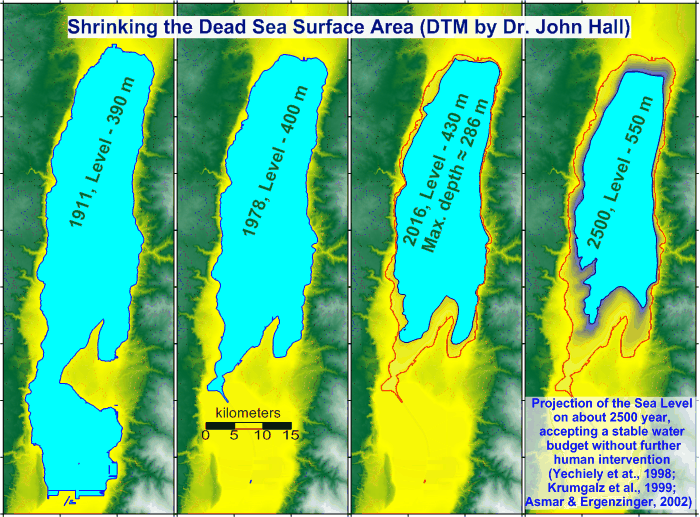 Shrinking the Dead Sea Surface Area (DTM by Dr. John Hall)
1911, Level - 390 m
1978, Level - 400 m
2016, Level - 430 m
Max. depth ≈ 286 m
2500, Level - 550 m
kilometers
0 5 10 15
Projection of the Sea Level
on about 2500 year,
accepting a stable water
budget without further
human intervention
(Yechiely et at., 1998;
Krumgalz et al., 1999;
Asmar & Ergenzinger, 2002)